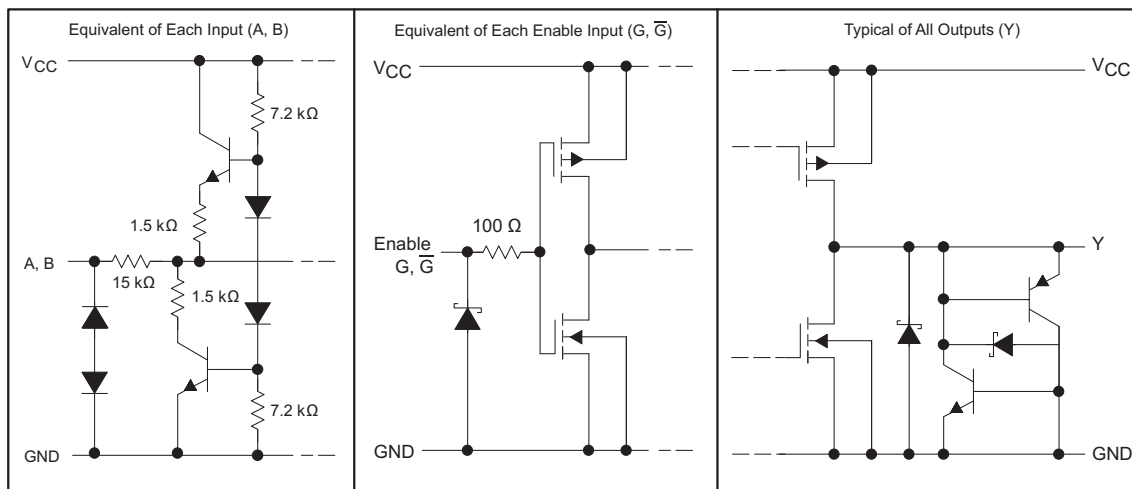 Equivalent of Each Input (A, B)
VCC
7.2 kΩ
1.5 kΩ
A, B
15 kΩ
1.5 kΩ
7.2 kΩ
GND
Equivalent of Each Enable Input (G, G̅)
VCC
100 Ω
Enable
G, G̅
GND
Typical of All Outputs (Y)
VCC
Y
GND